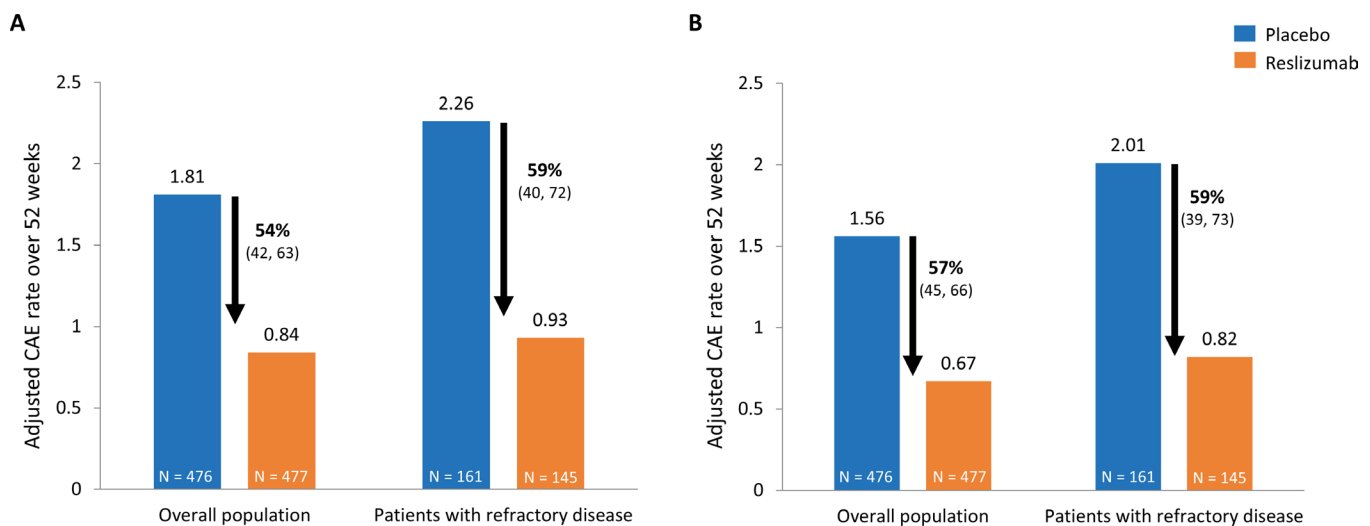 A
Adjusted CAE rate over 52 weeks
2.5
2
1.5
1
0.5
0
1.81
54%
(42, 63)
0.84
2.26
59%
(40, 72)
0.93
N = 476
N = 477
N = 161
N = 145
Overall population
Patients with refractory disease
B
Placebo
Reslizumab
Adjusted CAE rate over 52 weeks
2.5
2
1.5
1
0.5
0
1.56
57%
(45, 66)
0.67
2.01
59%
(39, 73)
0.82
N = 476
N = 477
N = 161
N = 145
Overall population
Patients with refractory disease